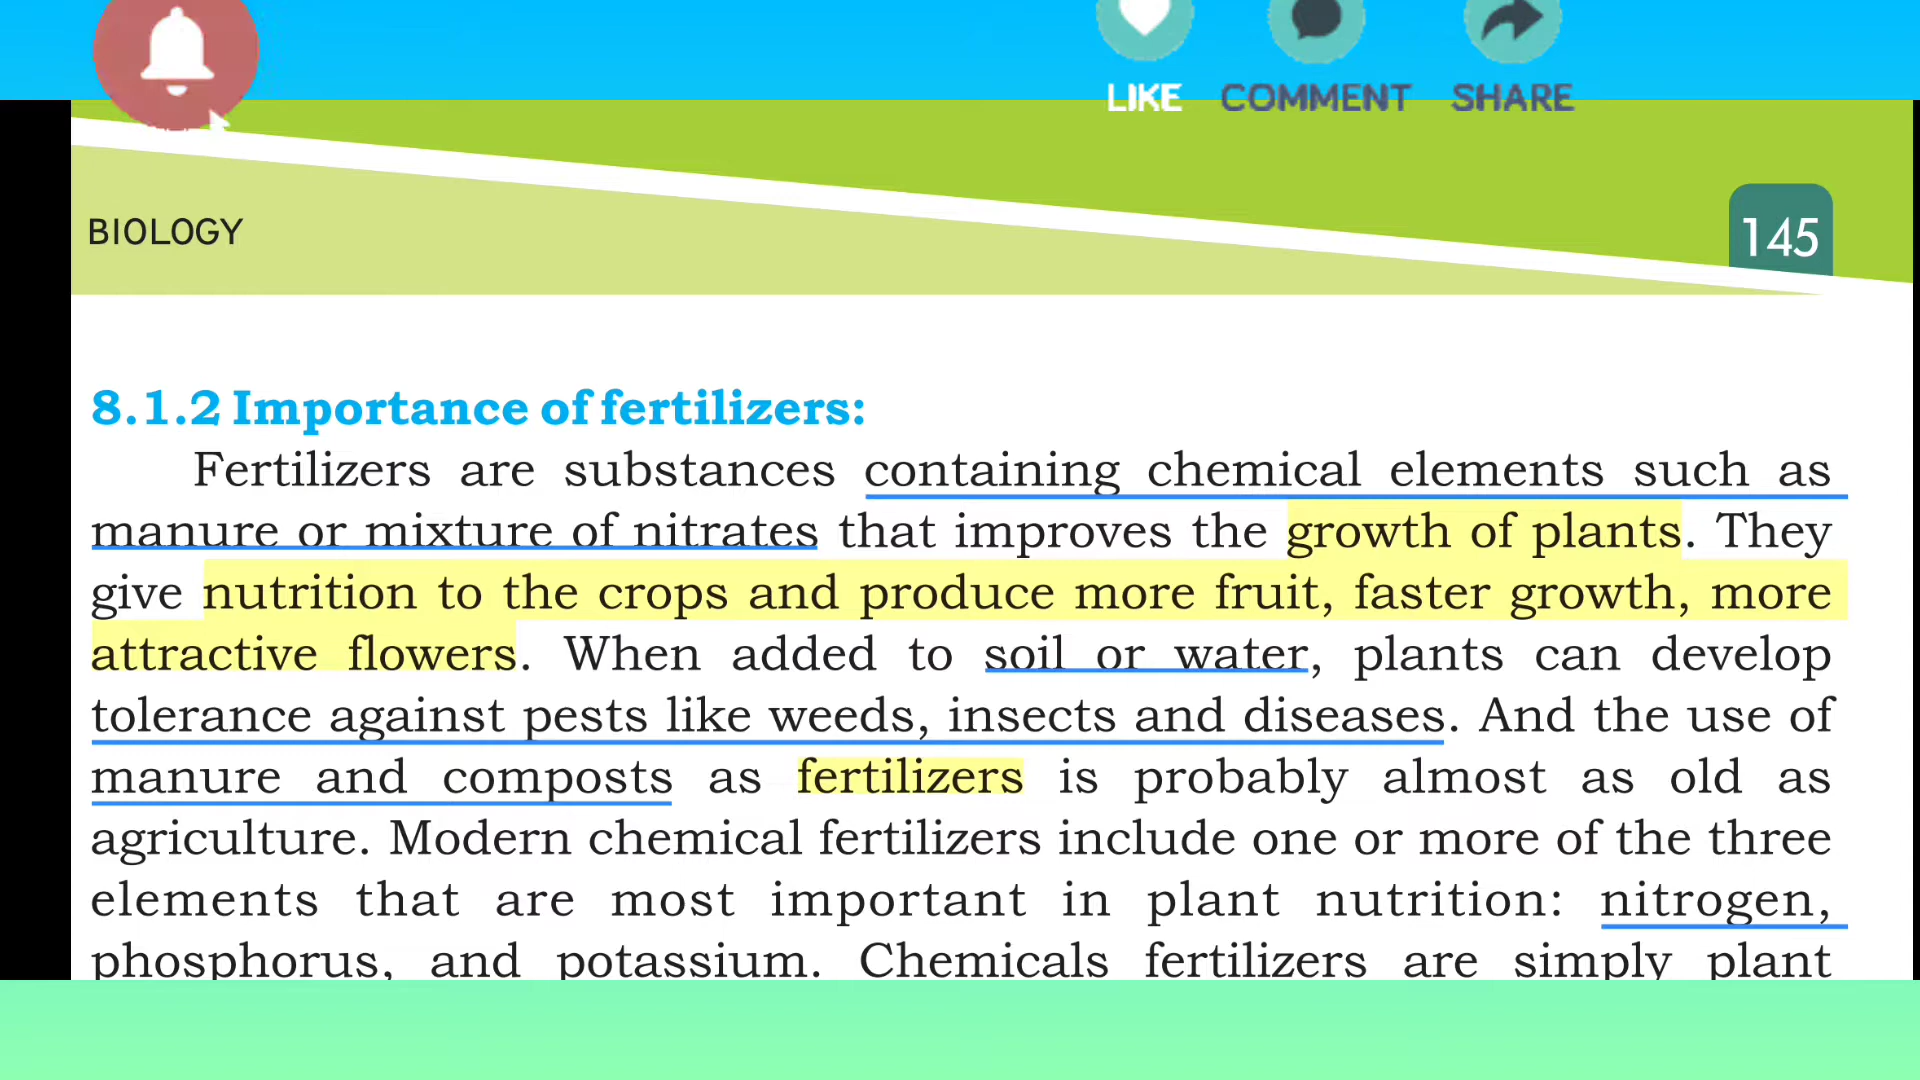 LIKE COMMENT SHARE
BIOLOGY
145
8.1.2 Importance of fertilizers:
Fertilizers are substances containing chemical elements such as
manure or mixture of nitrates that improves the growth of plants. They
give nutrition to the crops and produce more fruit, faster growth, more
attractive flowers. When added to soil or water, plants can develop
tolerance against pests like weeds, insects and diseases. And the use of
manure and composts as fertilizers is probably almost as old as
agriculture. Modern chemical fertilizers include one or more of the three
elements that are most important in plant nutrition: nitrogen,
phosphorus, and potassium. Chemicals fertilizers are simply plant